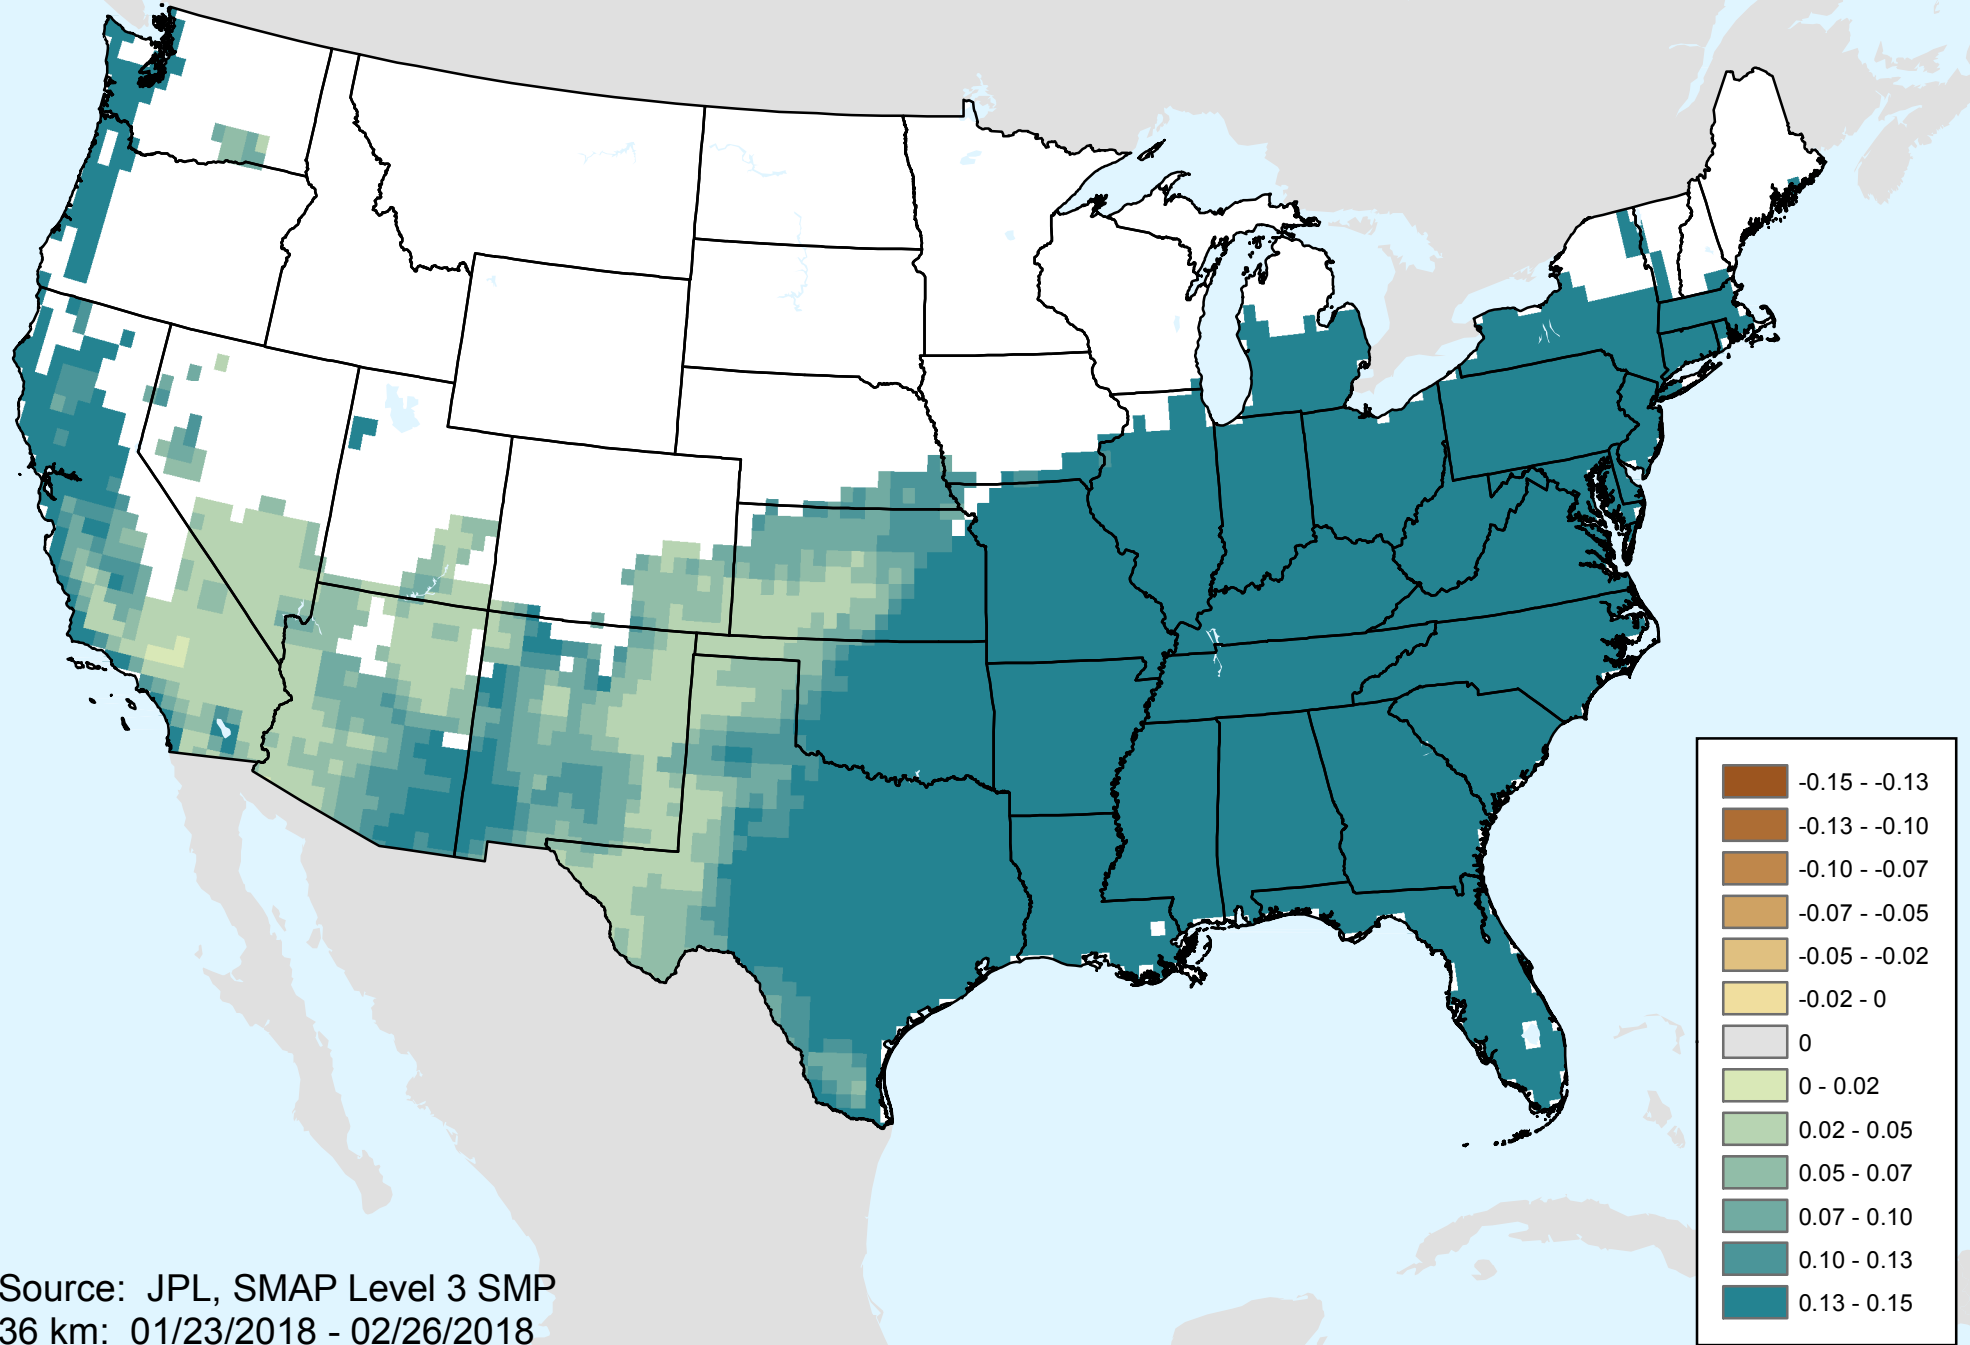 -0.15 - -0.13
-0.13 - -0.10
-0.10 - -0.07
-0.07 - -0.05
-0.05 - -0.02
-0.02 - 0
0
0 - 0.02
0.02 - 0.05
0.05 - 0.07
0.07 - 0.10
0.10 - 0.13
0.13 - 0.15
Source: JPL, SMAP Level 3 SMP
36 km: 01/23/2018 - 02/26/2018